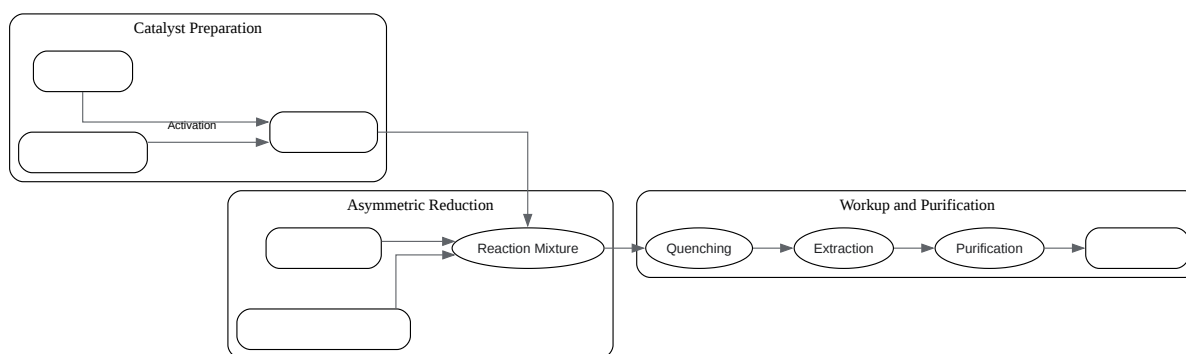 Catalyst Preparation
Activation
Asymmetric Reduction
Reaction Mixture
Workup and Purification
Quenching
Extraction
Purification